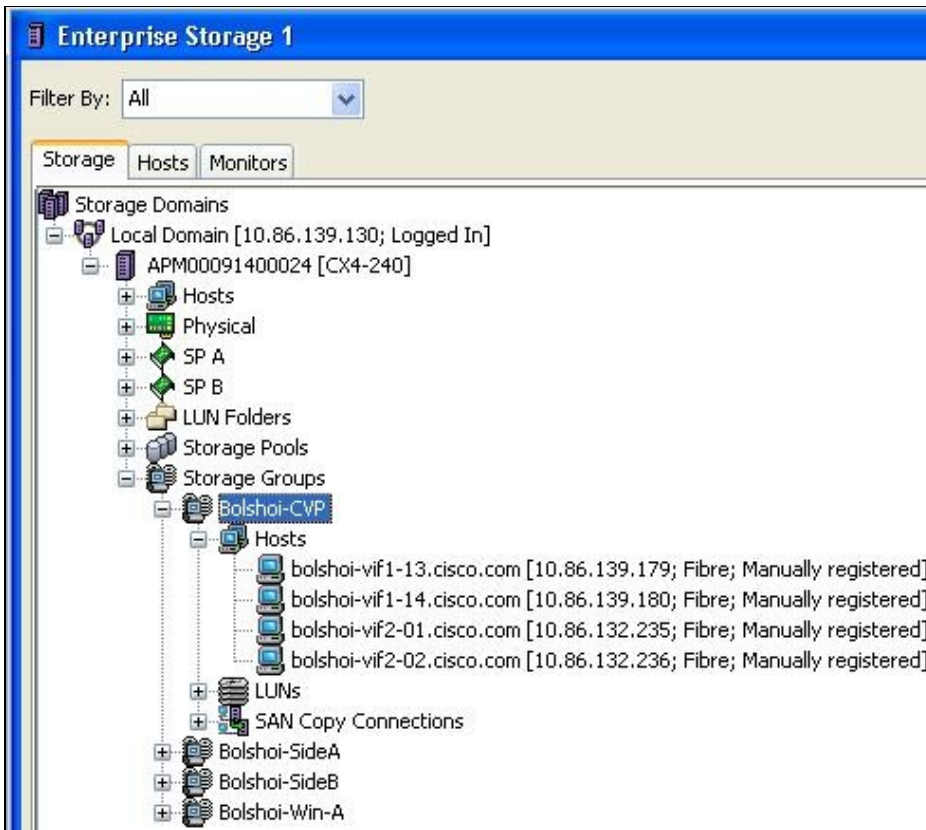 Enterprise Storage 1
Filter By: All
Storage Hosts Monitors
Storage Domains
Local Domain [10.86.139.130; Logged In]
APM00091400024 [CX4-240]
Hosts
Physical
SP A
SP B
LUN Folders
Storage Pools
Storage Groups
Bolshoi-CVP
Hosts
bolshoi-vif1-13.cisco.com [10.86.139.179; Fibre; Manually registered]
bolshoi-vif1-14.cisco.com [10.86.139.180; Fibre; Manually registered]
bolshoi-vif2-01.cisco.com [10.86.132.235; Fibre; Manually registered]
bolshoi-vif2-02.cisco.com [10.86.132.236; Fibre; Manually registered]
LUNs
SAN Copy Connections
Bolshoi-SideA
Bolshoi-SideB
Bolshoi-Win-A